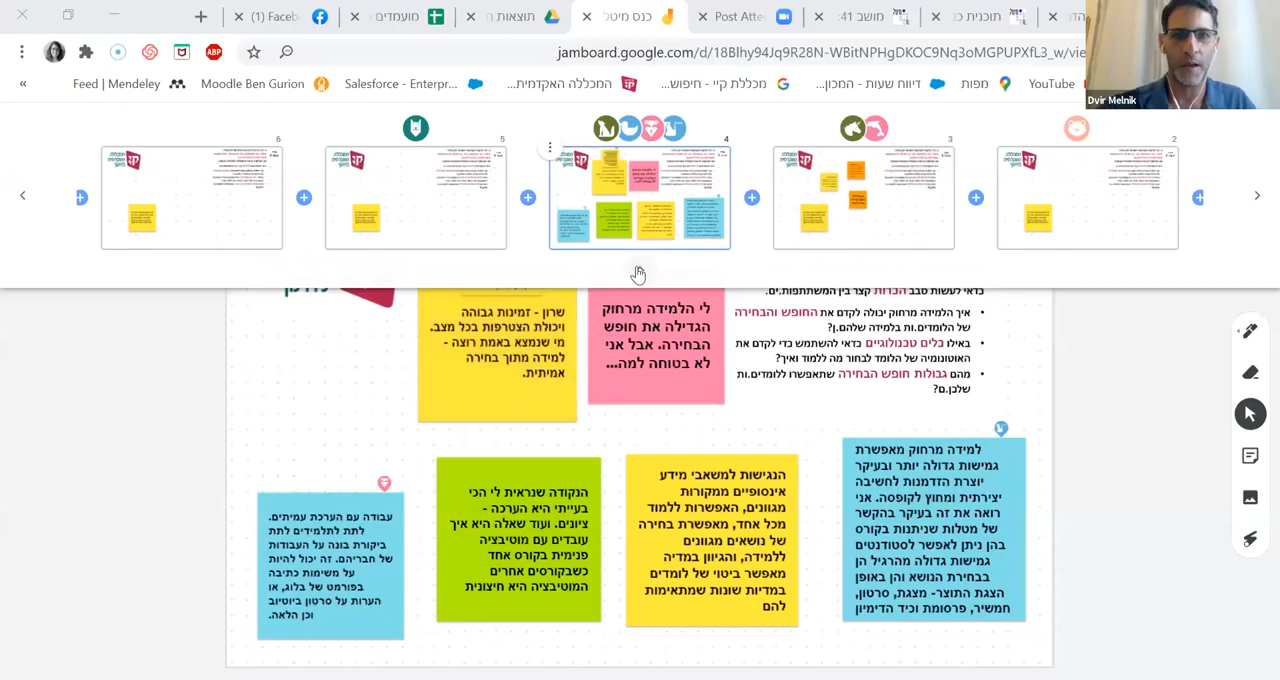 Faceb (1)
מועמדים
תוצאות
כנס מיטל
Post Atte
מושב 41:
תוכנית כנ
jamboard.google.com/d/18Blhy94Jq9R28N-WBitNPHgDKOC9Nq3oMGPUPXfL3_w/vie
Feed | Mendeley
Moodle Ben Gurion
Salesforce - Enterpr...
המכללה האקדמית...
מכללת קיי - חיפוש...
דיווח שעות - המכון...
מפות
YouTube
Dvir Melnik
2
3
4
5
6
כדאי לעשות סבב הכרות קצר בין המשתתפות.ים.
• איך הלמידה מרחוק יכולה לקדם את החופש והבחירה
של הלומדים.ות בלמידה שלהם.ן?
• באילו כלים טכנולוגיים כדאי להשתמש כדי לקדם את
האוטונומיה של הלומד לבחור מה ללמוד ואיך?
• מהם גבולות חופש הבחירה שתאפשרו ללומדים.ות
שלכן.ם?
לי הלמידה מרחוק
הגדילה את חופש
הבחירה. אבל אני
לא בטוחה למה...
שרון - זמינות גבוהה
ויכולת הצטרפות בכל מצב.
מי שנמצא באמת רוצה -
למידה מתוך בחירה
אמיתית.
למידה מרחוק מאפשרת
גמישות גדולה יותר ובעיקר
יוצרת הזדמנות לחשיבה
יצירתית ומחוץ לקופסה. אני
רואה את זה בעיקר בהקשר
של מטלות שניתנות בקורס
בהן ניתן לאפשר לסטודנטים
גמישות גדולה מהרגיל הן
בבחירת הנושא והן באופן
הצגת התוצר- מצגת, סרטון,
חמשיר, פרסומת וכיד הדימיון
הנגישות למשאבי מידע
אינסופיים ממקורות
מגוונים, האפשרות ללמוד
מכל אחד, מאפשרת בחירה
של נושאים מגוונים
ללמידה, והגיוון במדיה
מאפשר ביטוי של לומדים
במדיות שונות שמתאימות
להם
הנקודה שנראית לי הכי
בעייתי היא הערכה -
ציונים. ועוד שאלה היא איך
עובדים עם מוטיבציה
פנימית בקורס אחד
כשבקורסים אחרים
המוטיבציה היא חיצונית
עבודה עם הערכת עמיתים.
לתת לתלמידים לתת
ביקורת בונה על העבודות
של חבריהם. זה יכול להיות
על משימות כתיבה
בפורמט של בלוג, או
הערות על סרטון ביוטיוב
וכן הלאה.